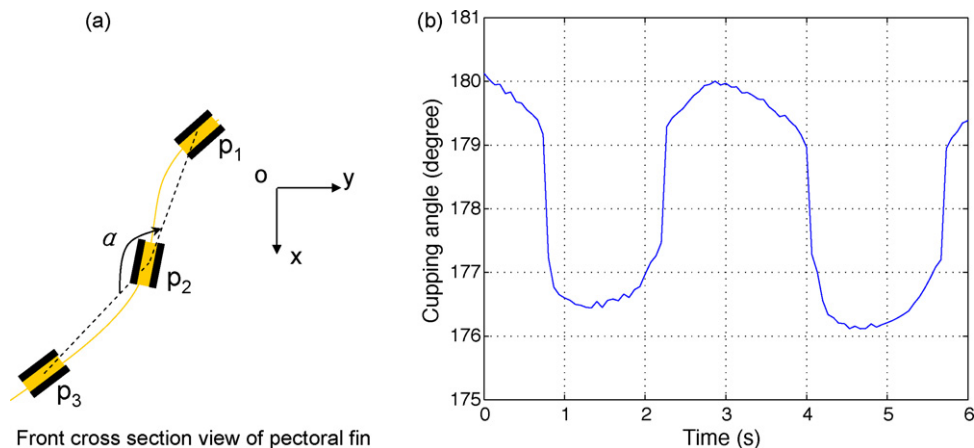 (a)
p1
o
y
x
α
p2
p3
Front cross section view of pectoral fin
(b)
Cupping angle (degree)
181
180
179
178
177
176
175
0 1 2 3 4 5 6
Time (s)